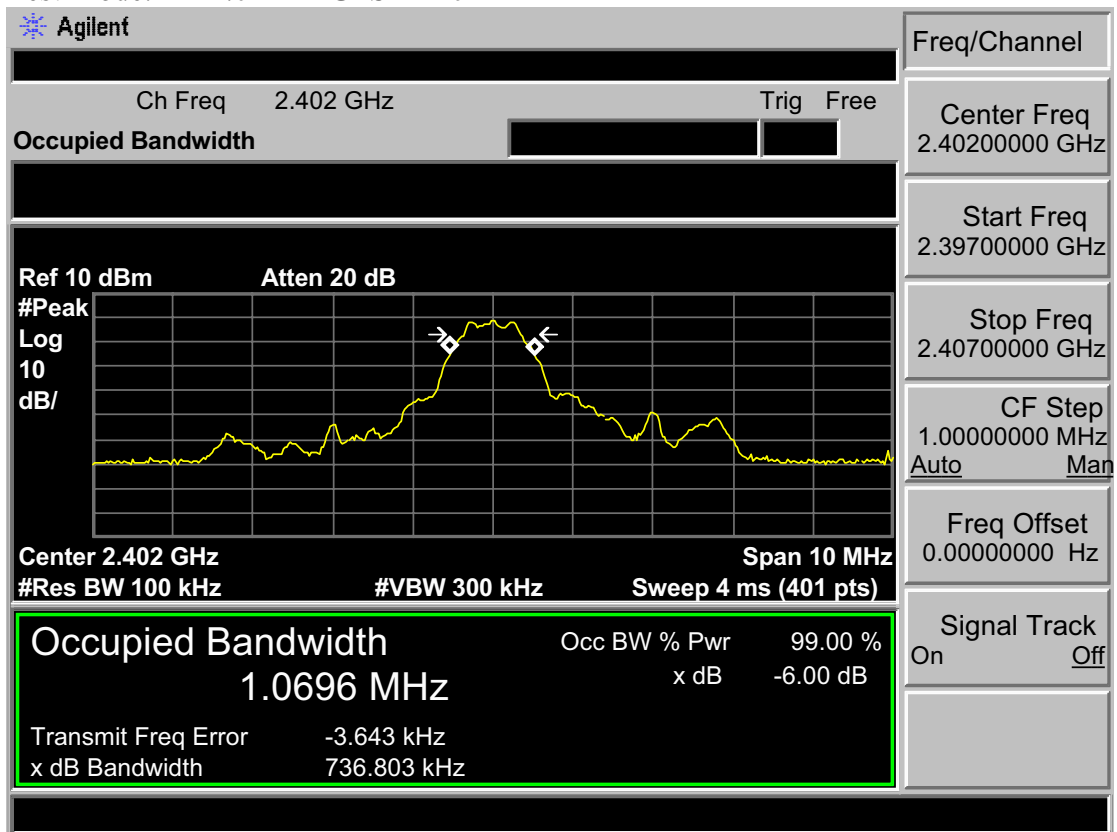 Agilent
Freq/Channel
Ch Freq 2.402 GHz Trig Free
Occupied Bandwidth
Center Freq
2.40200000 GHz
Start Freq
2.39700000 GHz
Stop Freq
2.40700000 GHz
CF Step
1.00000000 MHz
Auto Man
Freq Offset
0.00000000 Hz
Signal Track
On Off
Ref 10 dBm Atten 20 dB
#Peak
Log
10
dB/
Center 2.402 GHz Span 10 MHz
#Res BW 100 kHz #VBW 300 kHz Sweep 4 ms (401 pts)
Occupied Bandwidth Occ BW % Pwr 99.00 %
1.0696 MHz x dB -6.00 dB
Transmit Freq Error -3.643 kHz
x dB Bandwidth 736.803 kHz